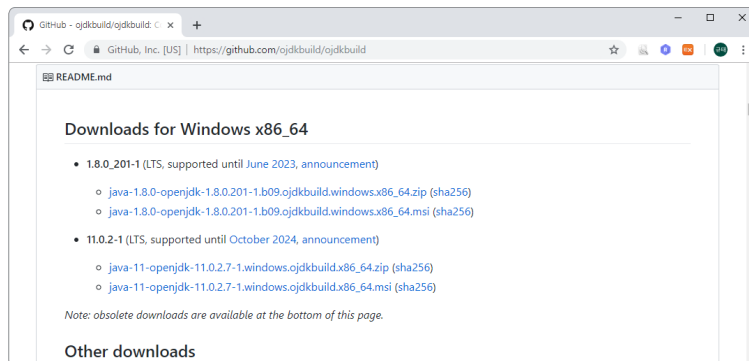 GitHub - ojdkbuild/ojdkbuild: C
GitHub, Inc. [US] | https://github.com/ojdkbuild/ojdkbuild
README.md
Downloads for Windows x86_64
1.8.0_201-1 (LTS, supported until June 2023, announcement)
java-1.8.0-openjdk-1.8.0.201-1.b09.ojdkbuild.windows.x86_64.zip (sha256)
java-1.8.0-openjdk-1.8.0.201-1.b09.ojdkbuild.windows.x86_64.msi (sha256)
11.0.2-1 (LTS, supported until October 2024, announcement)
java-11-openjdk-11.0.2.7-1.windows.ojdkbuild.x86_64.zip (sha256)
java-11-openjdk-11.0.2.7-1.windows.ojdkbuild.x86_64.msi (sha256)
Note: obsolete downloads are available at the bottom of this page.
Other downloads